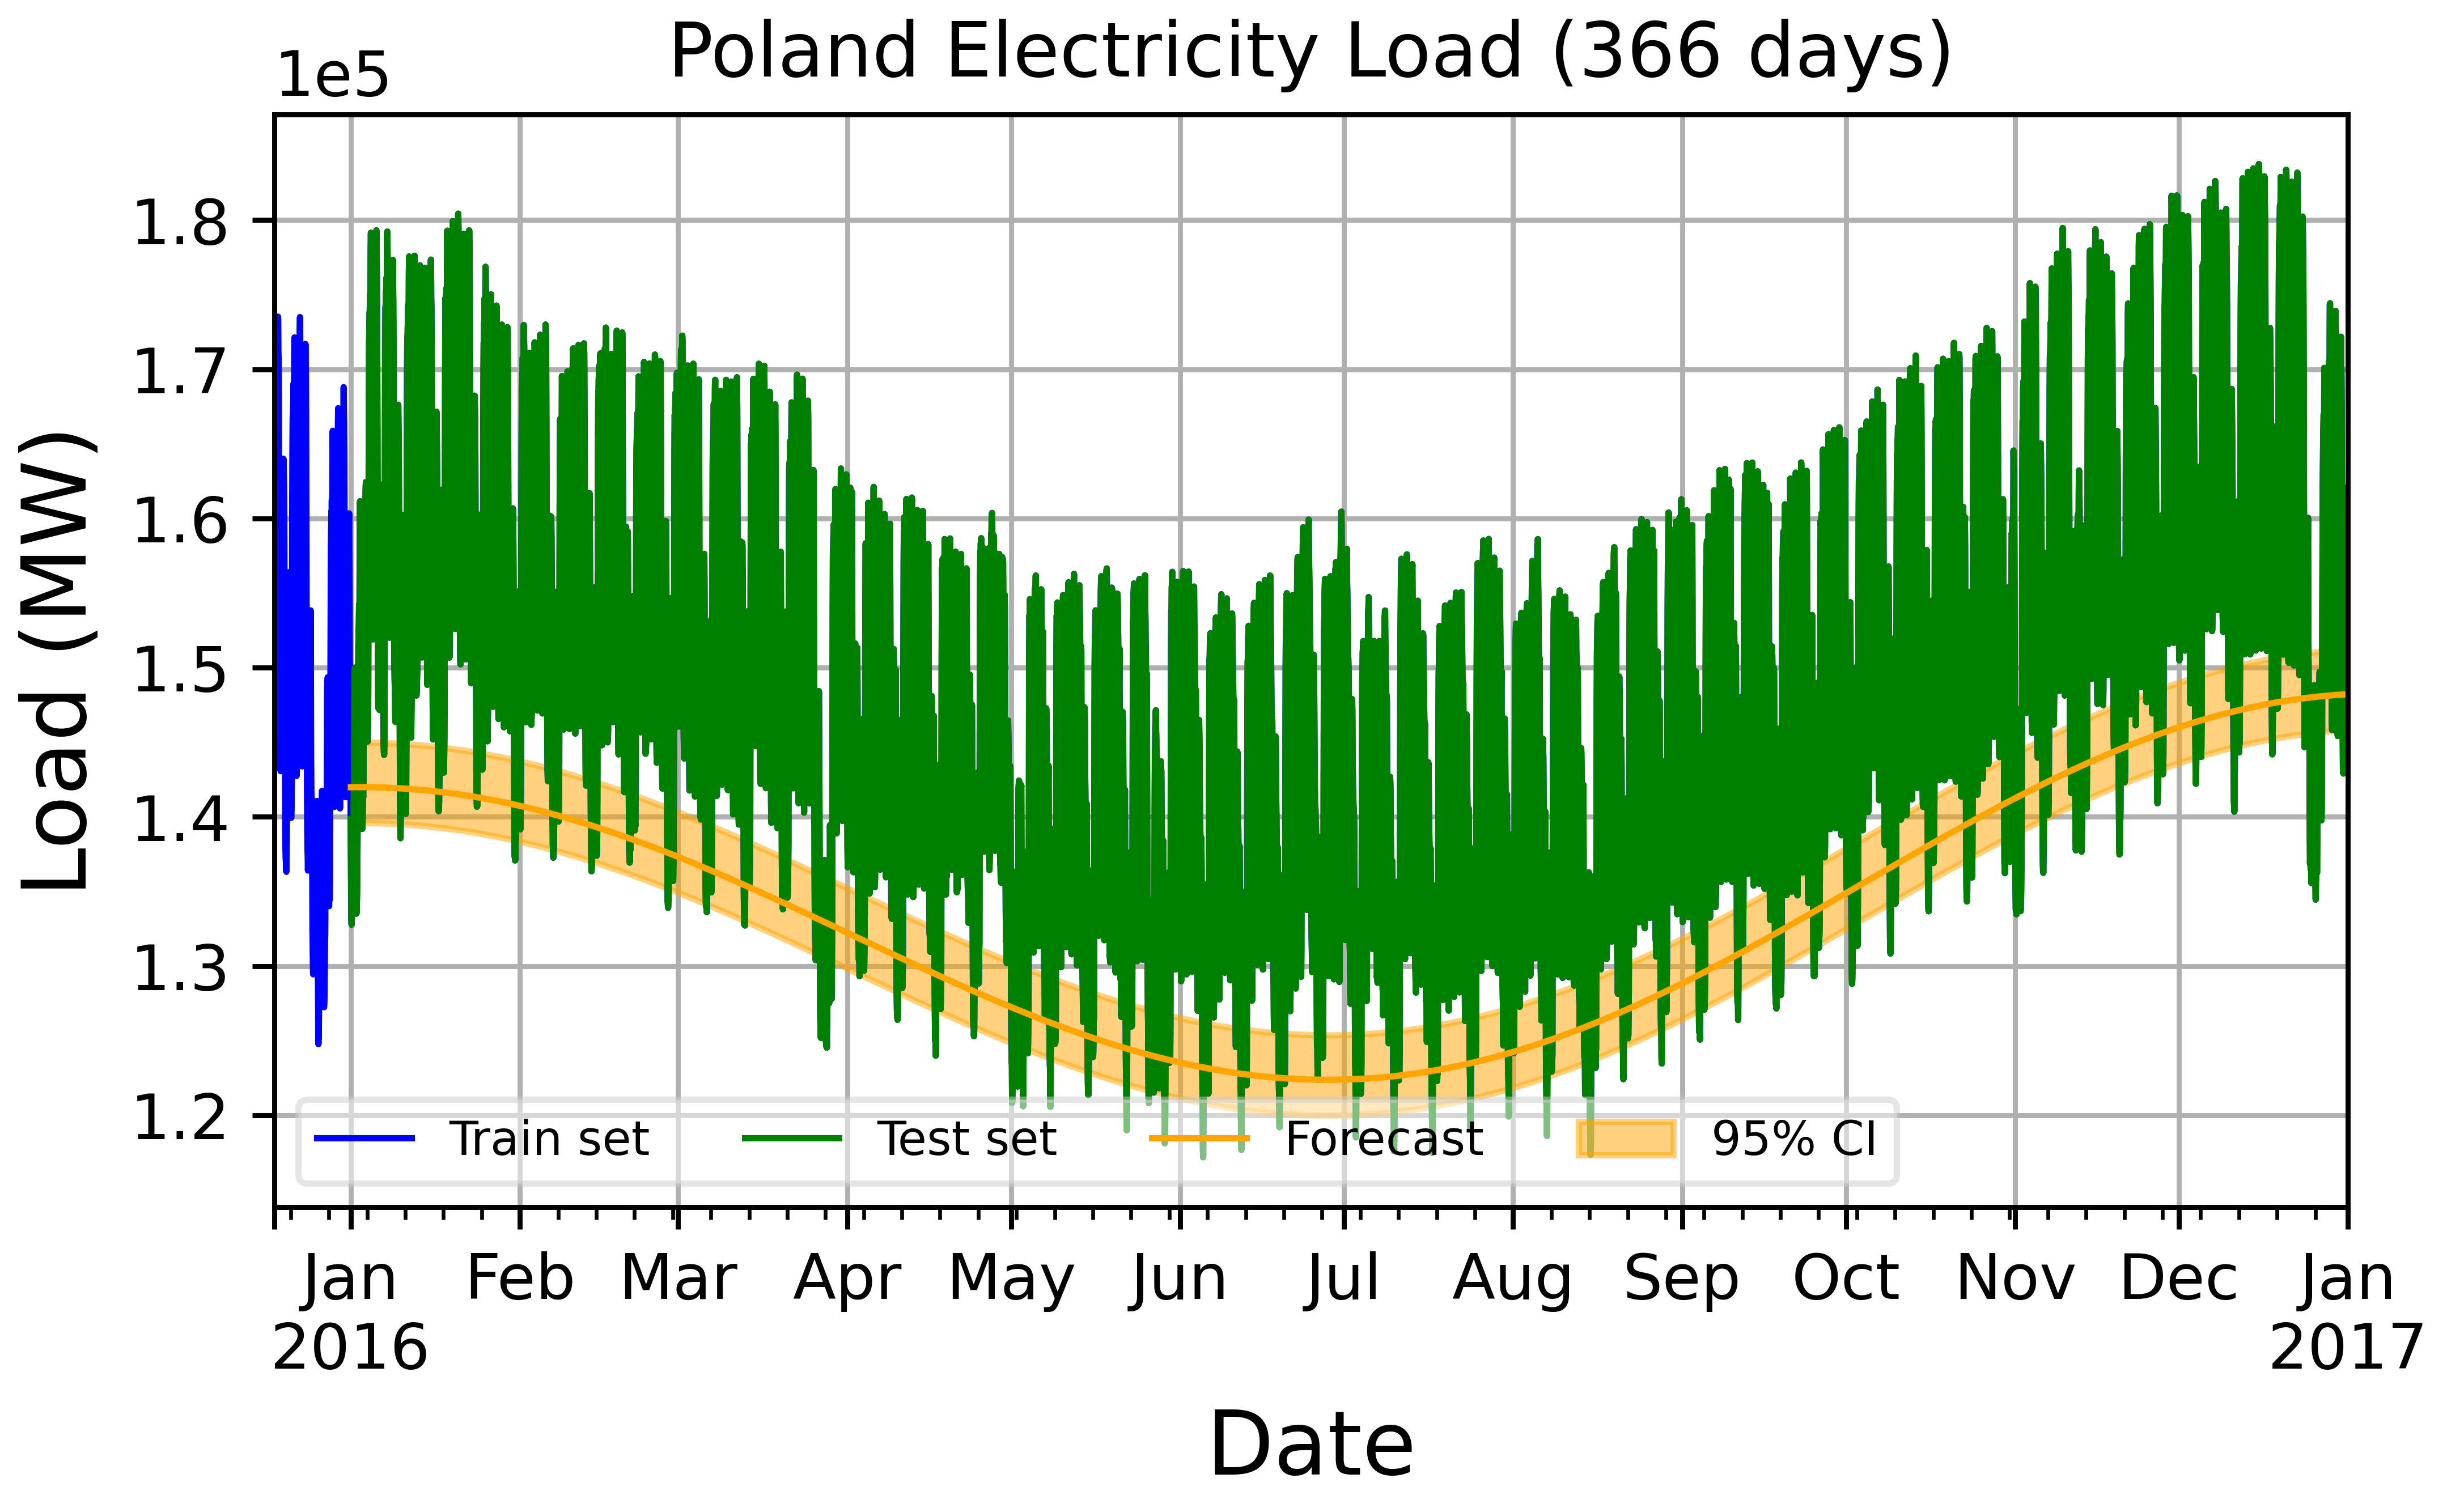 Poland Electricity Load (366 days)
1e5
1.8
1.7
1.6
1.5
1.4
1.3
1.2
Load (MW)
Train set Test set Forecast 95% CI
Jan Feb Mar Apr May Jun Jul Aug Sep Oct Nov Dec Jan
2016 2017
Date